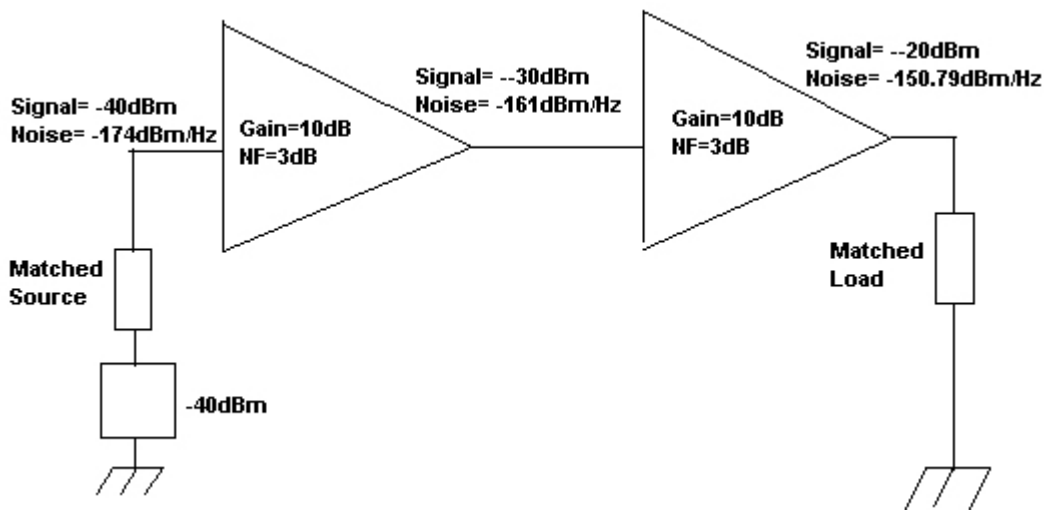 Signal= -40dBm
Noise= -174dBm/Hz
Gain=10dB
NF=3dB
Signal= --30dBm
Noise= -161dBm/Hz
Gain=10dB
NF=3dB
Signal= --20dBm
Noise= -150.79dBm/Hz
Matched
Source
-40dBm
Matched
Load